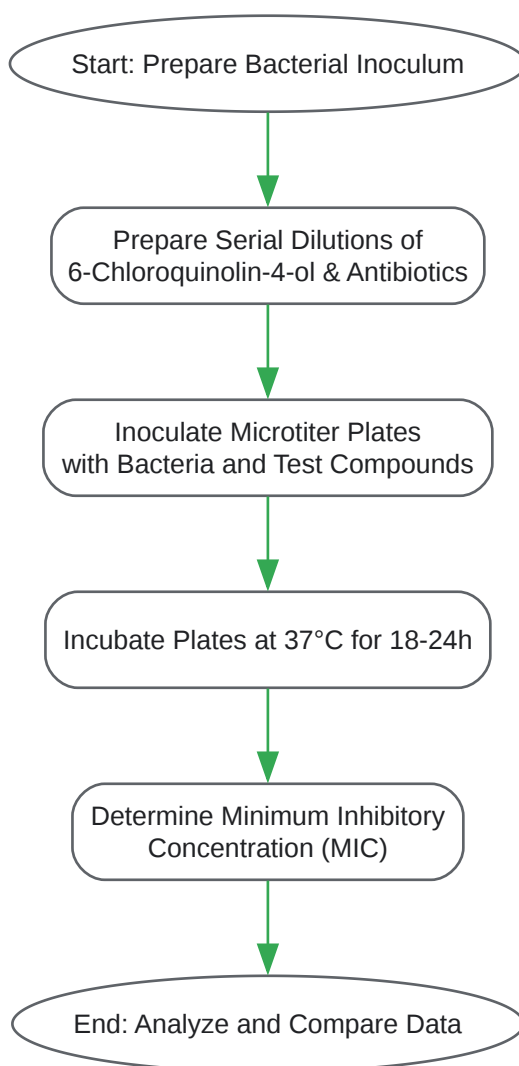 Start: Prepare Bacterial Inoculum
Prepare Serial Dilutions of
6-Chloroquinolin-4-ol & Antibiotics
Inoculate Microtiter Plates
with Bacteria and Test Compounds
Incubate Plates at 37°C for 18-24h
Determine Minimum Inhibitory
Concentration (MIC)
End: Analyze and Compare Data